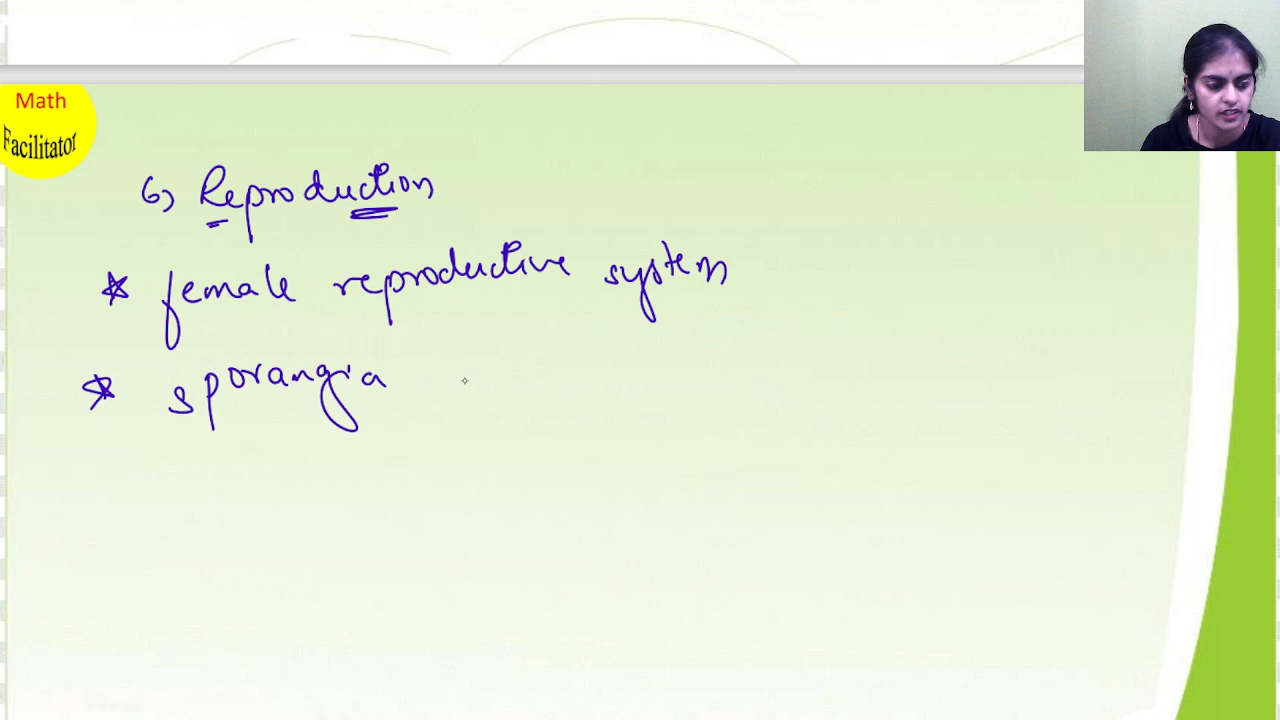 Math
Facilitator
6) Reproduction
* female reproductive system
* sporangia